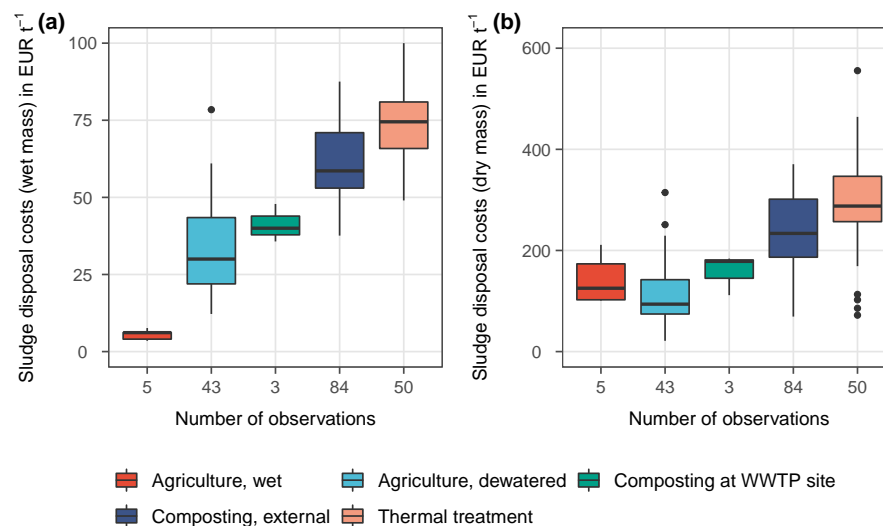 (a)
Sludge disposal costs (wet mass) in EUR t⁻¹
100
75
50
25
0
5 43 3 84 50
Number of observations
(b)
Sludge disposal costs (dry mass) in EUR t⁻¹
600
400
200
0
5 43 3 84 50
Number of observations
Agriculture, wet Agriculture, dewatered Composting at WWTP site
Composting, external Thermal treatment